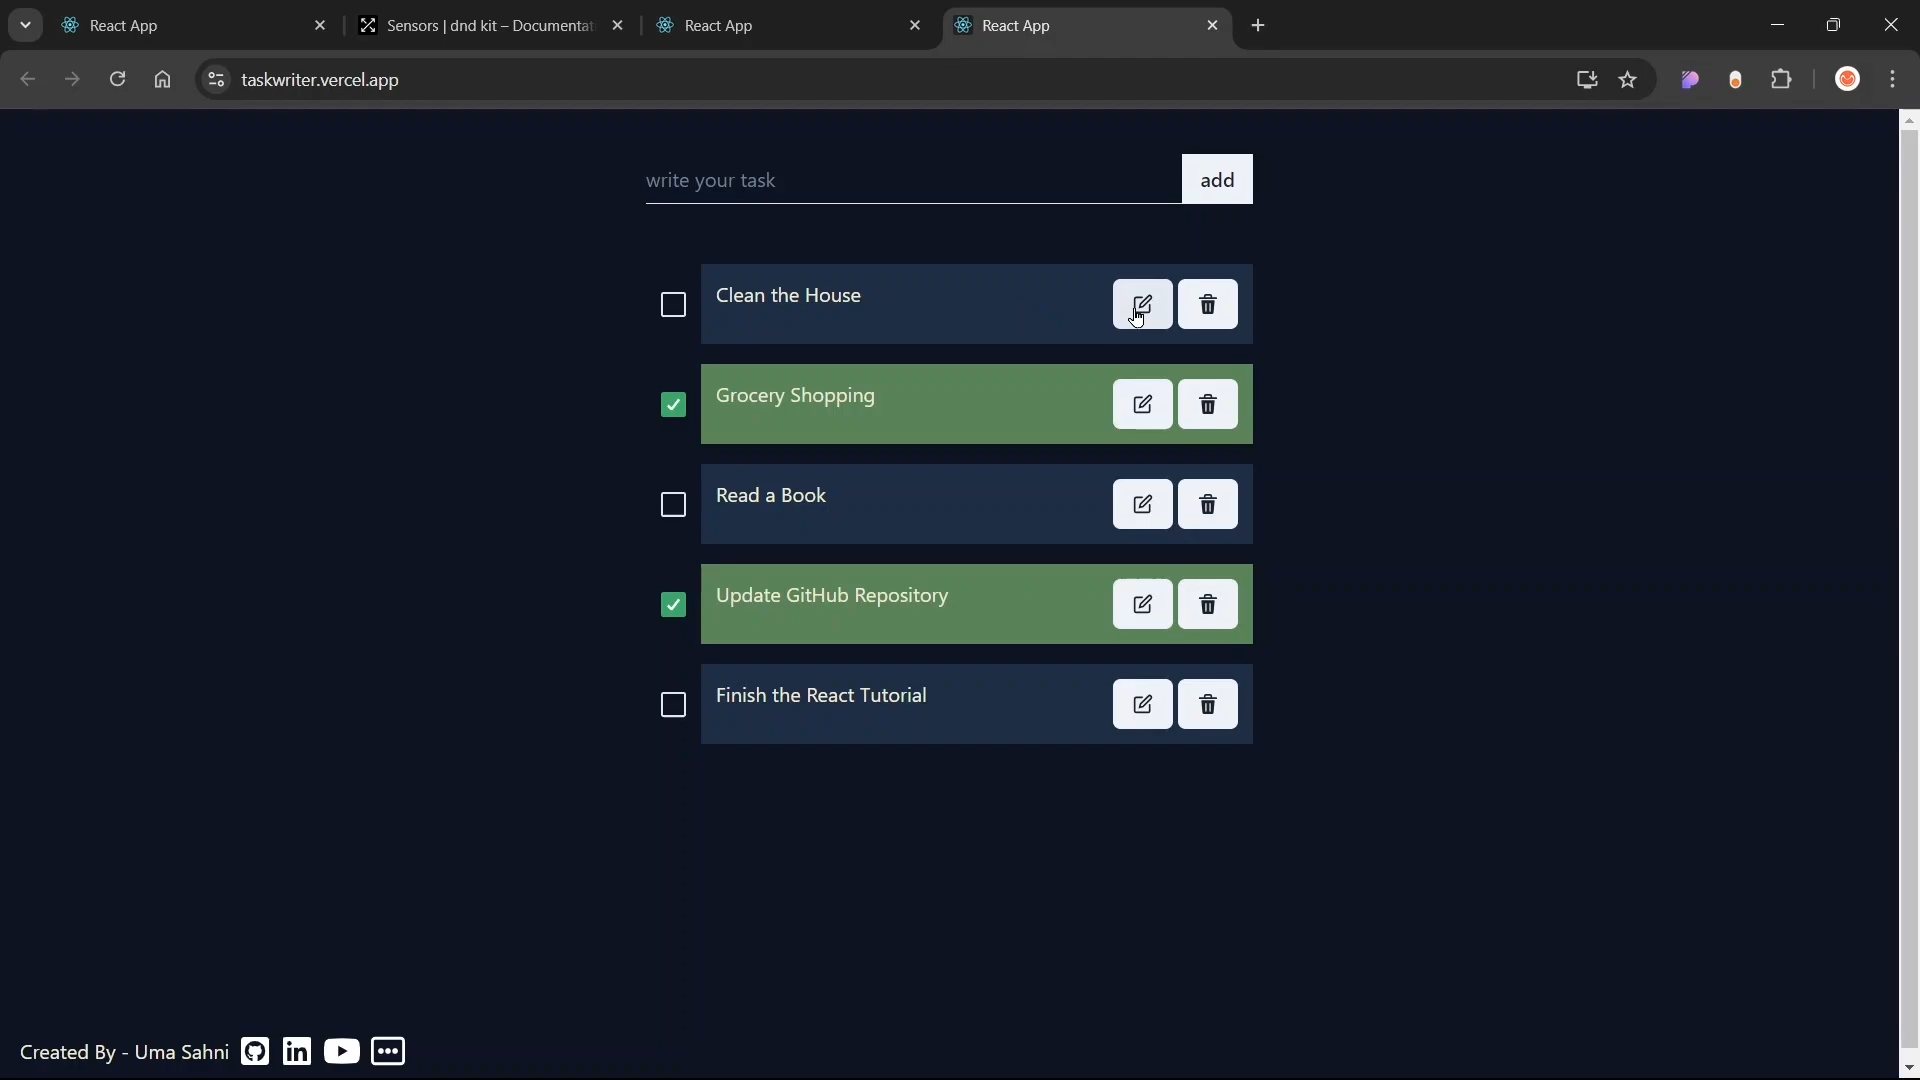 React App
Sensors | dnd kit – Documentat
React App
React App
taskwriter.vercel.app
write your task
add
Clean the House
Grocery Shopping
Read a Book
Update GitHub Repository
Finish the React Tutorial
Created By - Uma Sahni
in